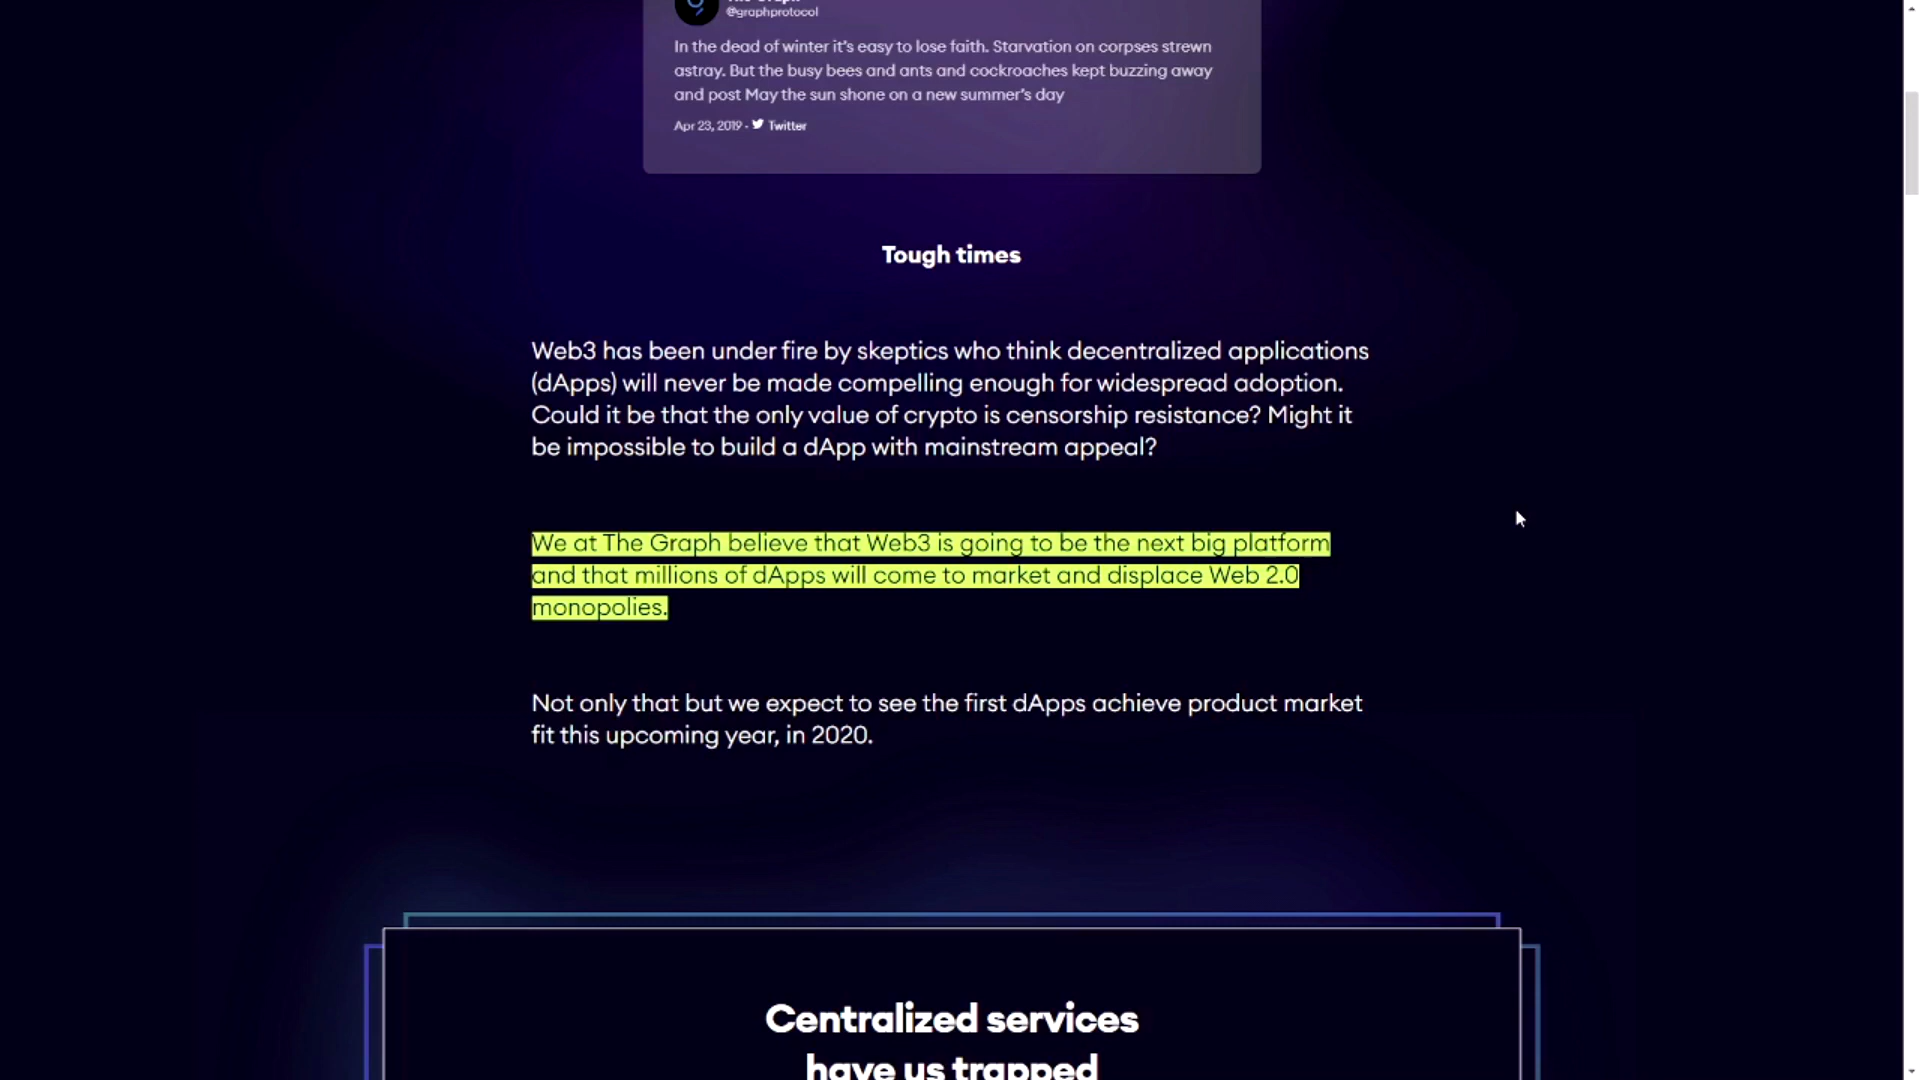 @graphprotocol
In the dead of winter it's easy to lose faith. Starvation on corpses strewn
astray. But the busy bees and ants and cockroaches kept buzzing away
and post May the sun shone on a new summer's day
Apr 23, 2019 · Twitter
Tough times
Web3 has been under fire by skeptics who think decentralized applications
(dApps) will never be made compelling enough for widespread adoption.
Could it be that the only value of crypto is censorship resistance? Might it
be impossible to build a dApp with mainstream appeal?
We at The Graph believe that Web3 is going to be the next big platform
and that millions of dApps will come to market and displace Web 2.0
monopolies.
Not only that but we expect to see the first dApps achieve product market
fit this upcoming year, in 2020.
Centralized services
have us trapped